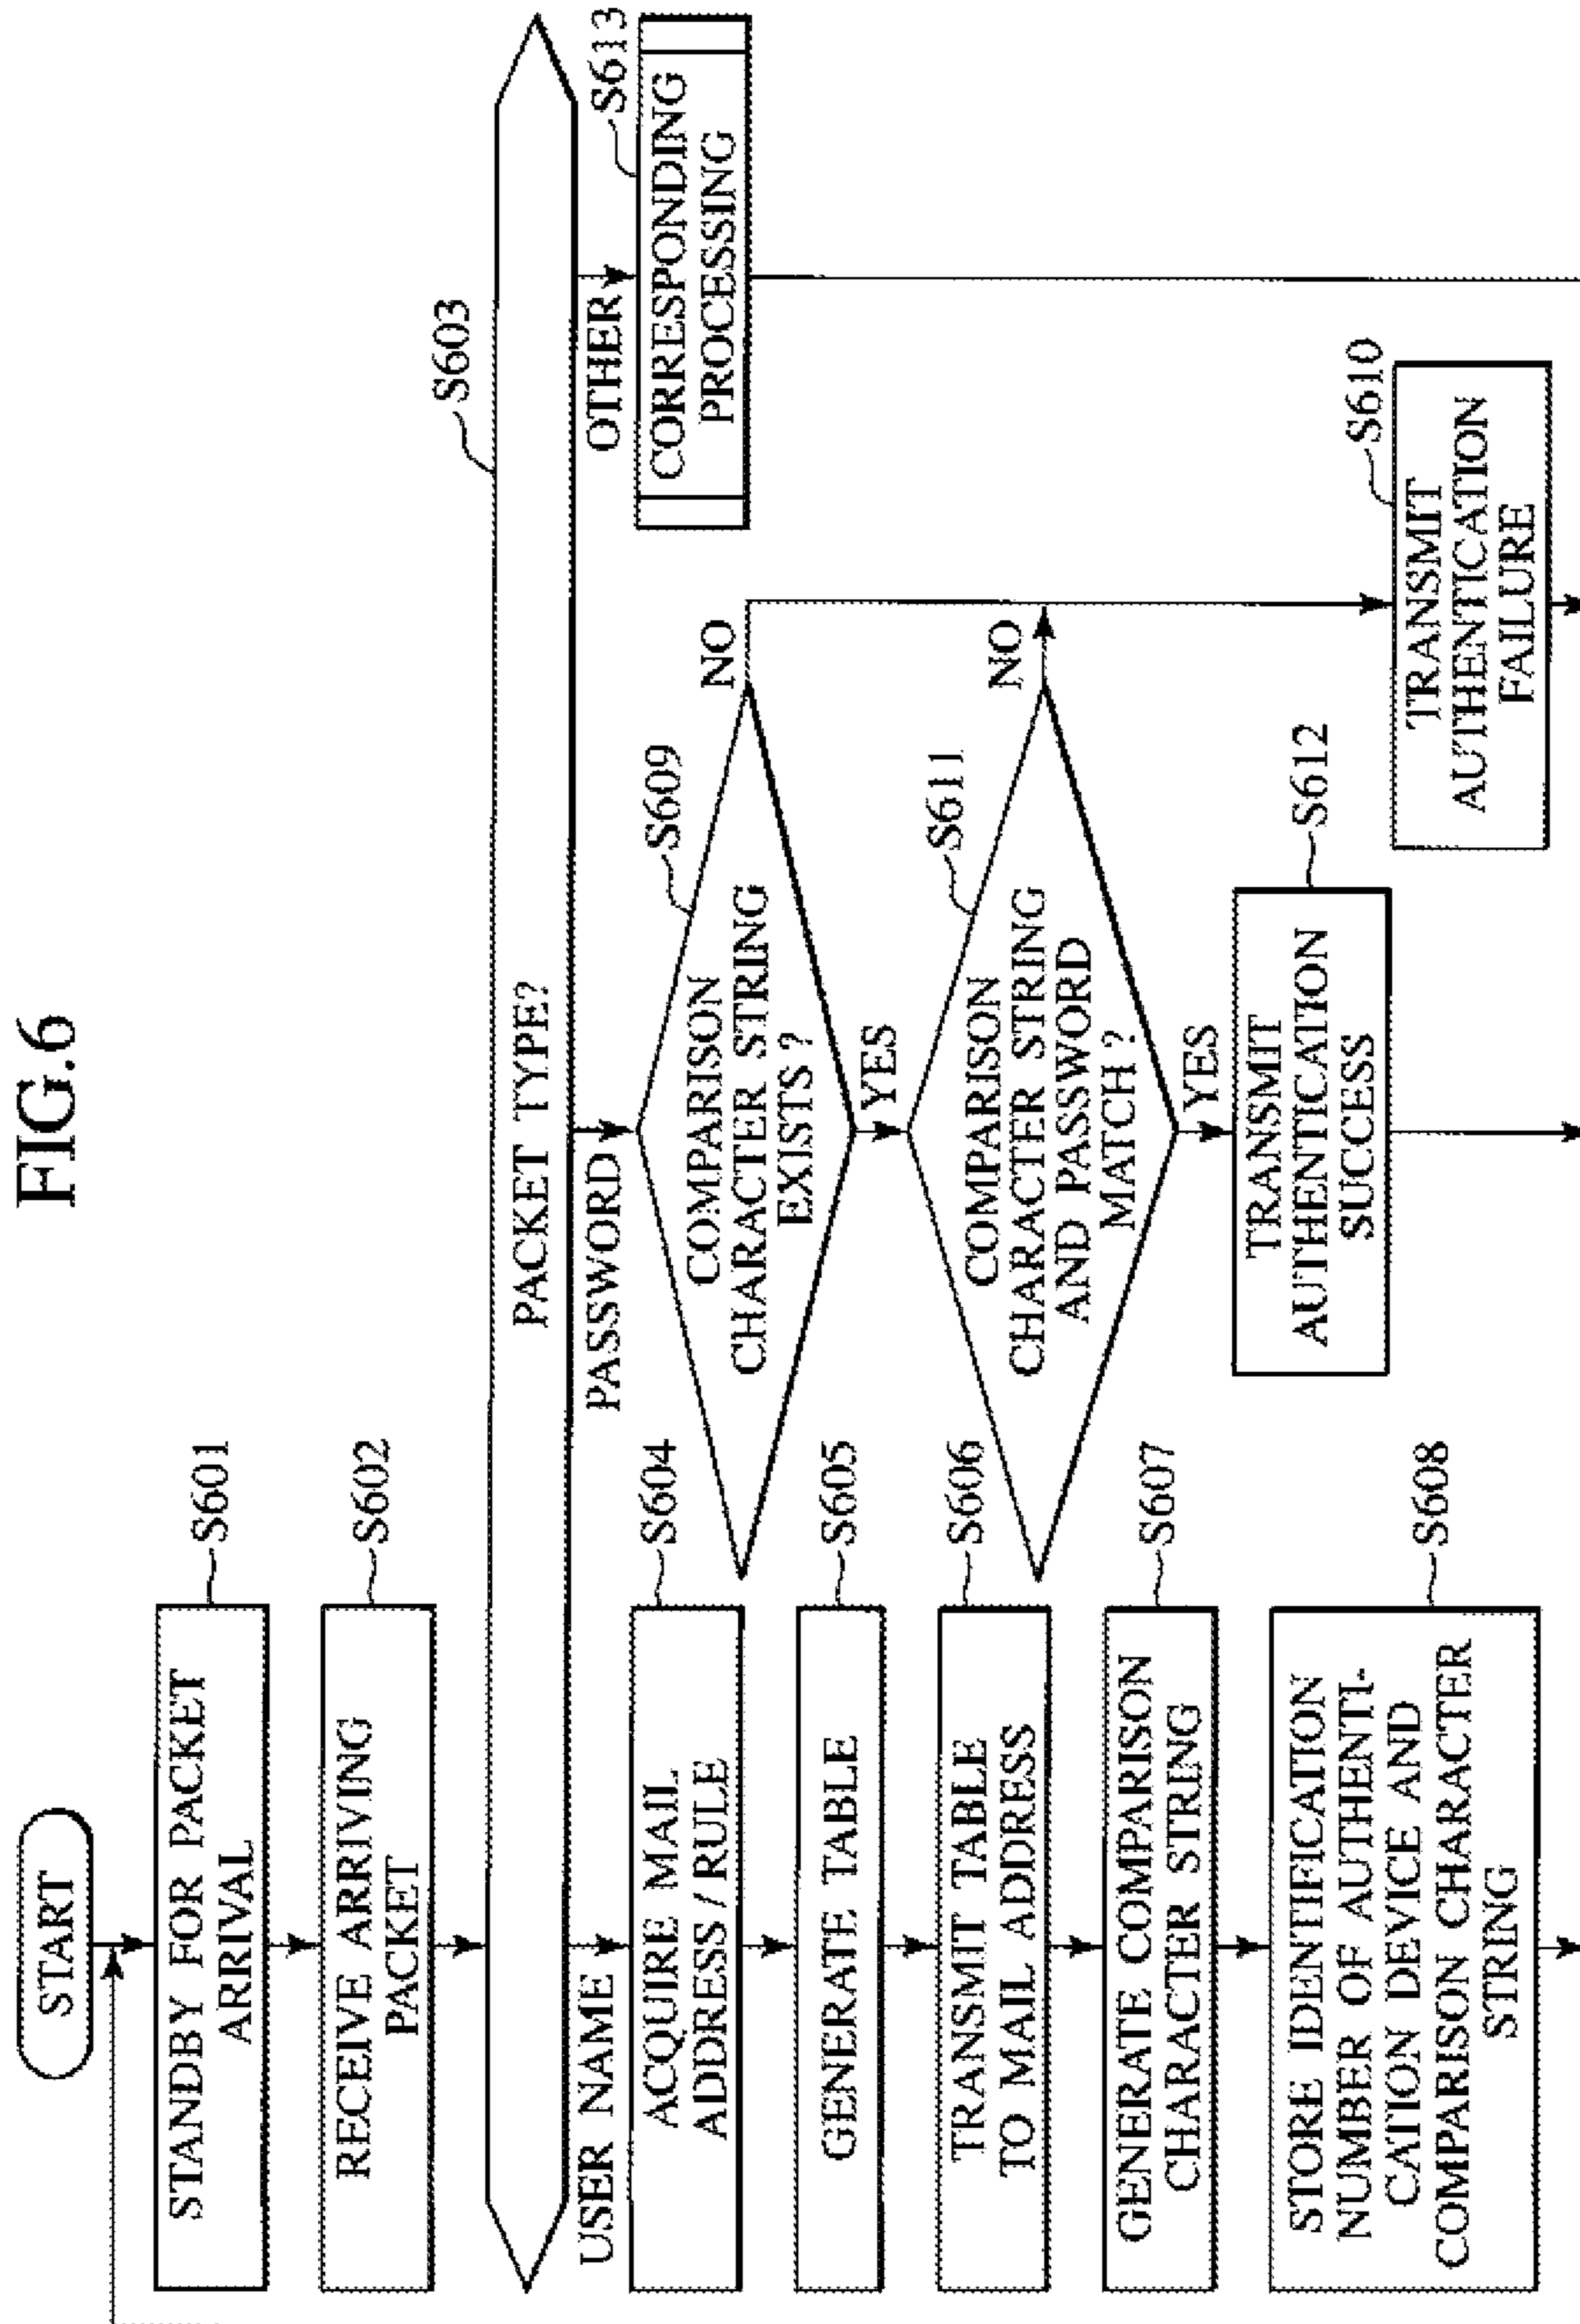 FIG.6
START
STANDBY FOR PACKET
ARRIVAL
S601
RECEIVE ARRIVING
PACKET
S602
PACKET TYPE?
S603
USER NAME
PASSWORD
OTHER
ACQUIRE MAIL
ADDRESS / RULE
S604
GENERATE TABLE
S605
TRANSMIT TABLE
TO MAIL ADDRESS
S606
GENERATE COMPARISON
CHARACTER STRING
S607
STORE IDENTIFICATION
NUMBER OF AUTHENTI-
CATION DEVICE AND
COMPARISON CHARACTER
STRING
S608
COMPARISON
CHARACTER STRING
EXISTS ?
S609
NO
YES
COMPARISON
CHARACTER STRING
AND PASSWORD
MATCH ?
S611
NO
YES
TRANSMIT
AUTHENTICATION
SUCCESS
S612
TRANSMIT
AUTHENTICATION
FAILURE
S610
CORRESPONDING
PROCESSING
S613